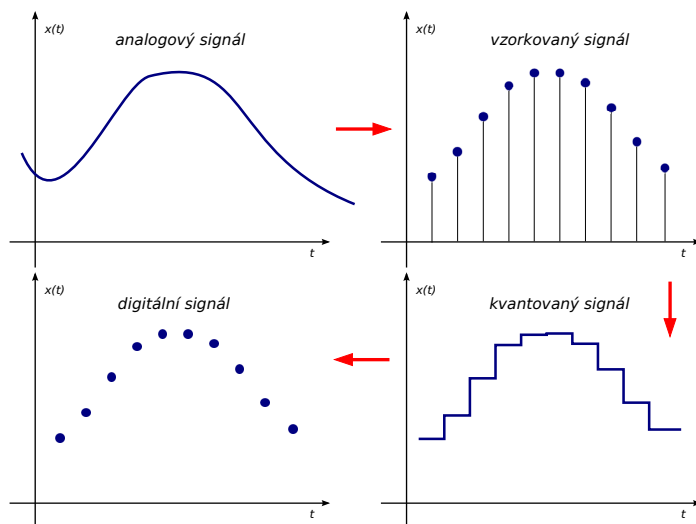 x(t)
analogový signál
t
x(t)
vzorkovaný signál
t
x(t)
digitální signál
t
x(t)
kvantovaný signál
t